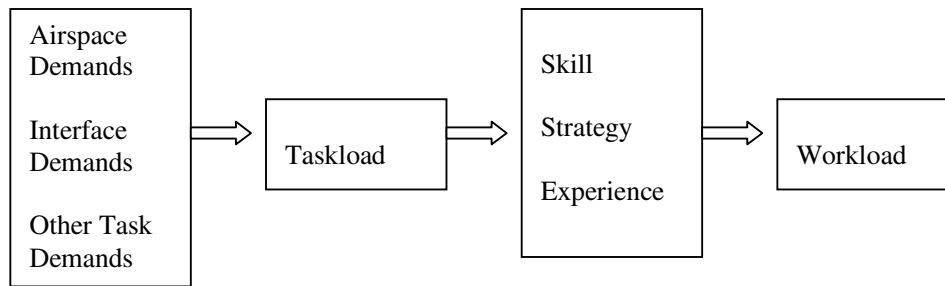 Airspace
Demands
Interface
Demands
Other Task
Demands
Taskload
Skill
Strategy
Experience
Workload